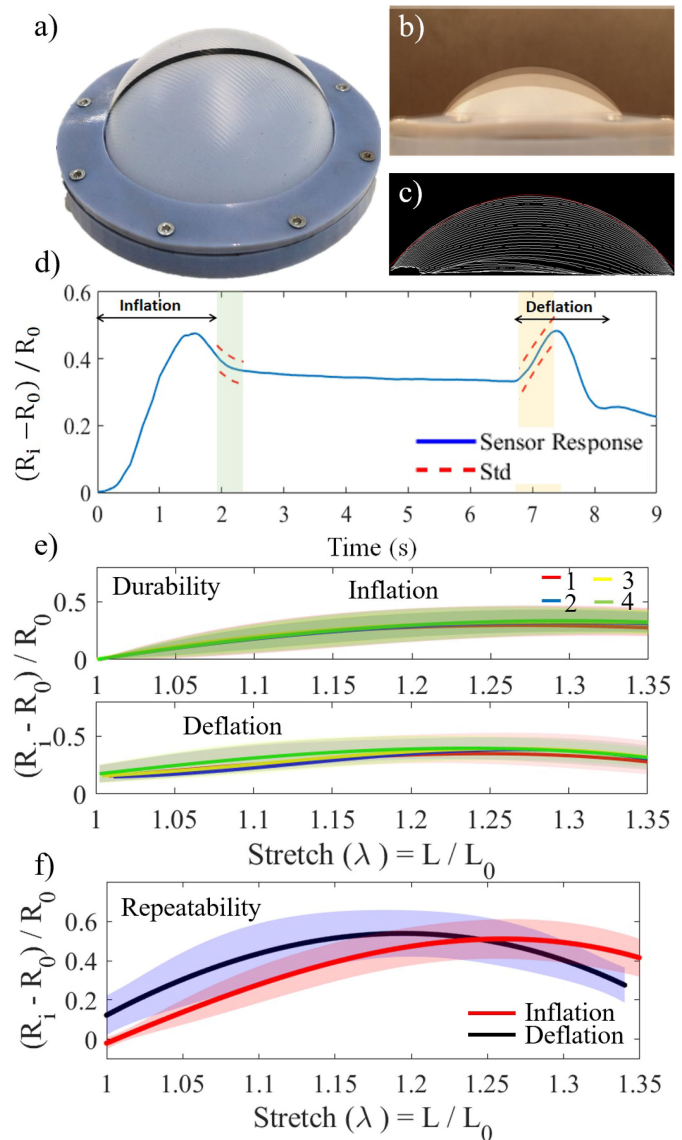 a)
b)
c)
d)
0.6
0.4
0.2
0
(R_i – R_0) / R_0
Inflation
Deflation
Sensor Response
Std
0 1 2 3 4 5 6 7 8 9
Time (s)
e)
Durability Inflation
1 3
2 4
0.5
0
1 1.05 1.1 1.15 1.2 1.25 1.3 1.35
(R_i - R_0) / R_0
Deflation
0.5
0
1 1.05 1.1 1.15 1.2 1.25 1.3 1.35
Stretch (λ ) = L / L_0
f)
Repeatability
0.6
0.4
0.2
0
(R_i - R_0) / R_0
Inflation
Deflation
1 1.05 1.1 1.15 1.2 1.25 1.3 1.35
Stretch (λ ) = L / L_0